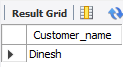 Result Grid
Customer_name
Dinesh